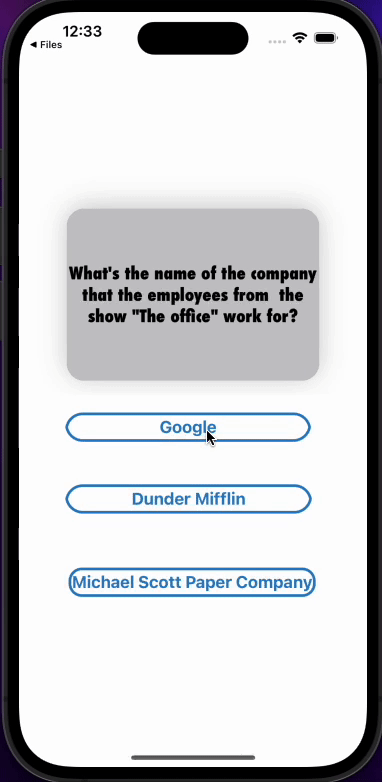 12:33
◀ Files
What's the name of the company
that the employees from  the
show "The office" work for?
Google
Dunder Mifflin
Michael Scott Paper Company